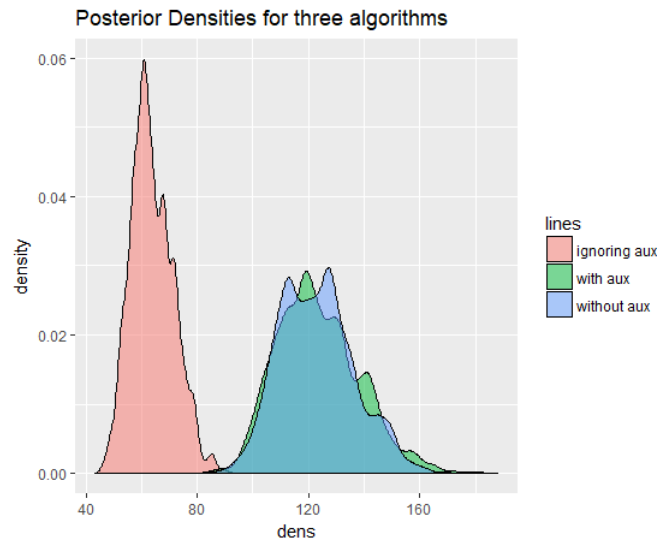 Posterior Densities for three algorithms
0.06
0.04
0.02
0.00
density
40
80
120
160
dens
lines
ignoring aux
with aux
without aux